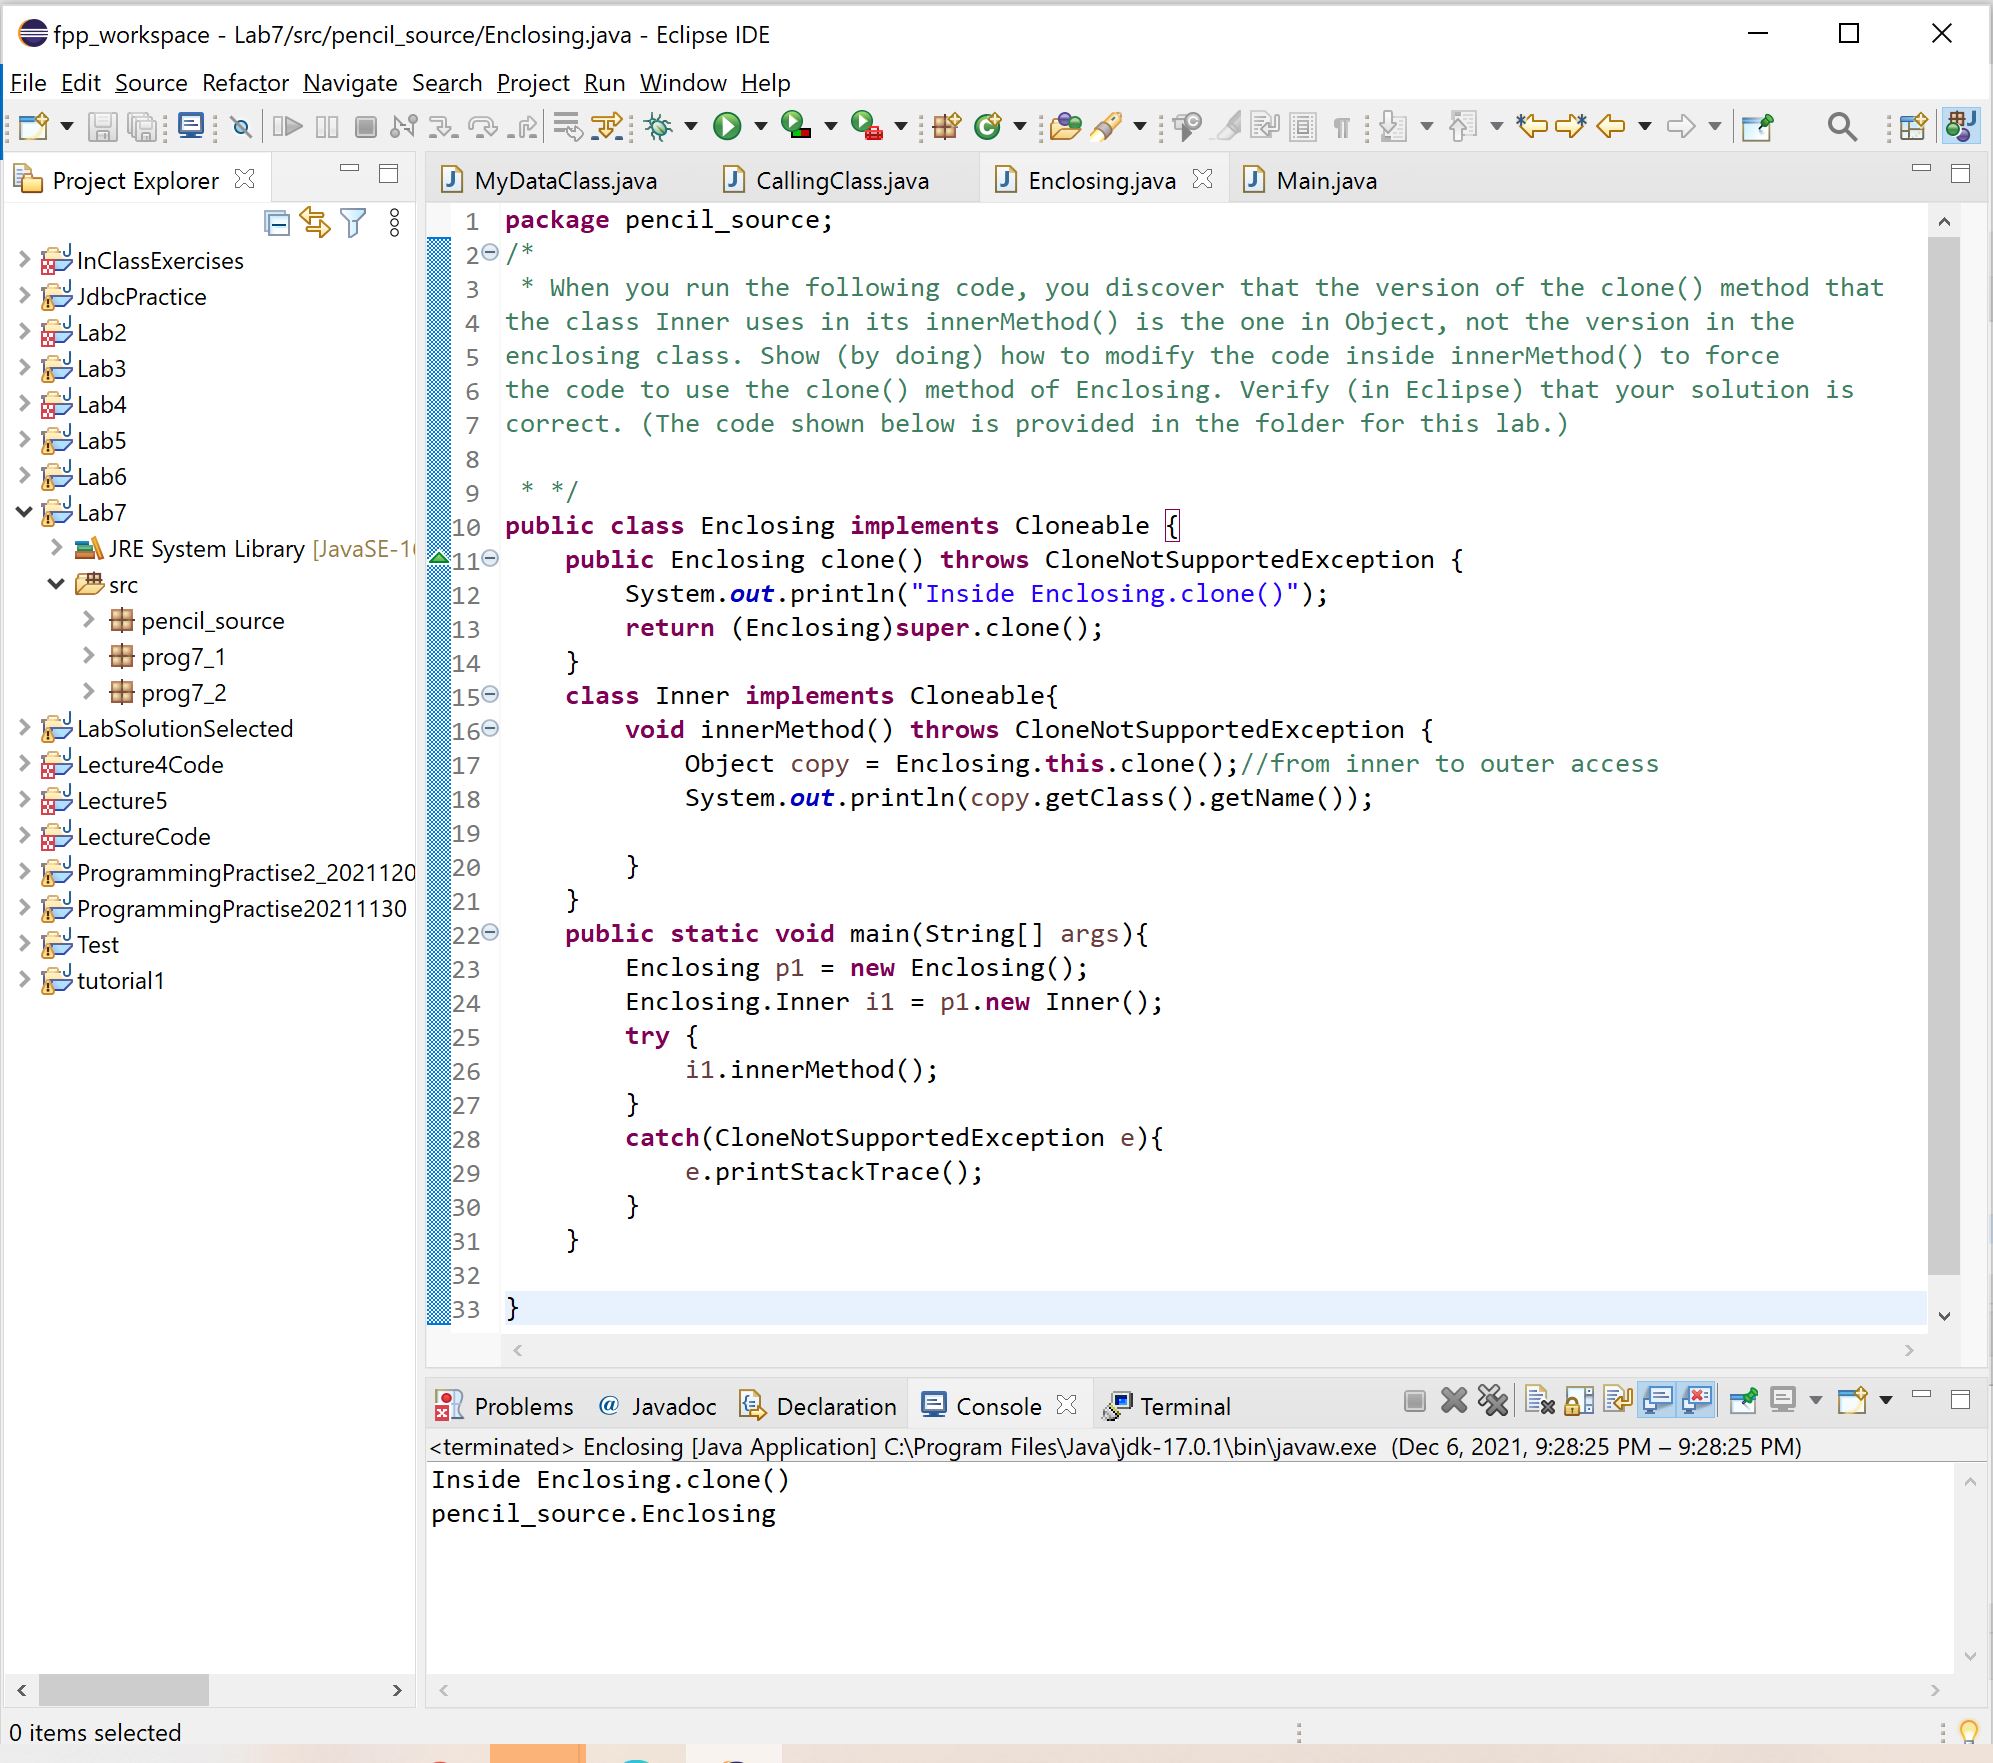 fpp_workspace - Lab7/src/pencil_source/Enclosing.java - Eclipse IDE
File Edit Source Refactor Navigate Search Project Run Window Help
Project Explorer
InClassExercises
JdbcPractice
Lab2
Lab3
Lab4
Lab5
Lab6
Lab7
JRE System Library [JavaSE-16
src
pencil_source
prog7_1
prog7_2
LabSolutionSelected
Lecture4Code
Lecture5
LectureCode
ProgrammingPractise2_2021120
ProgrammingPractise20211130
Test
tutorial1
MyDataClass.java CallingClass.java Enclosing.java Main.java
1 package pencil_source;
2 /*
3  * When you run the following code, you discover that the version of the clone() method that
4 the class Inner uses in its innerMethod() is the one in Object, not the version in the
5 enclosing class. Show (by doing) how to modify the code inside innerMethod() to force
6 the code to use the clone() method of Enclosing. Verify (in Eclipse) that your solution is
7 correct. (The code shown below is provided in the folder for this lab.)
8
9  * */
10 public class Enclosing implements Cloneable {
11     public Enclosing clone() throws CloneNotSupportedException {
12         System.out.println("Inside Enclosing.clone()");
13         return (Enclosing)super.clone();
14     }
15     class Inner implements Cloneable{
16         void innerMethod() throws CloneNotSupportedException {
17             Object copy = Enclosing.this.clone();//from inner to outer access
18             System.out.println(copy.getClass().getName());
19
20         }
21     }
22     public static void main(String[] args){
23         Enclosing p1 = new Enclosing();
24         Enclosing.Inner i1 = p1.new Inner();
25         try {
26             i1.innerMethod();
27         }
28         catch(CloneNotSupportedException e){
29             e.printStackTrace();
30         }
31     }
32
33 }
Problems Javadoc Declaration Console Terminal
<terminated> Enclosing [Java Application] C:\Program Files\Java\jdk-17.0.1\bin\javaw.exe (Dec 6, 2021, 9:28:25 PM – 9:28:25 PM)
Inside Enclosing.clone()
pencil_source.Enclosing
0 items selected